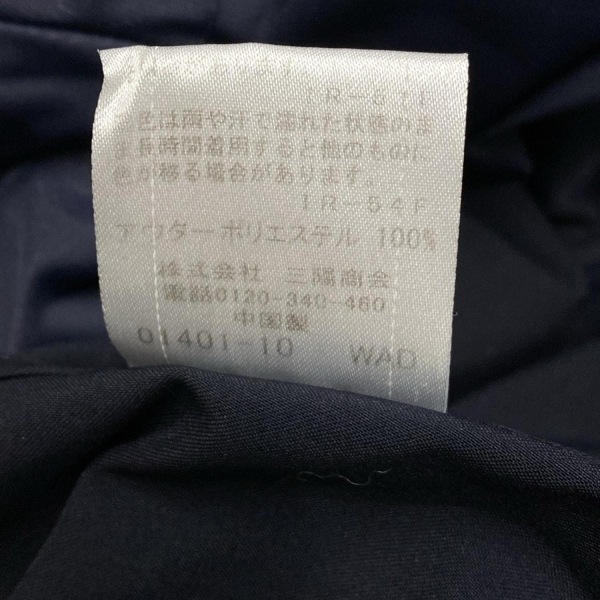 ＩＲ－５１Ｆ
色は雨や汗で濡れた状態のま
ま長時間着用すると他のものに
色が移る場合があります。
ＩＲ－５４Ｆ
アウターポリエステル 100%
株式会社 三陽商会
電話0120-340-460
中国製
01401-10 WAD